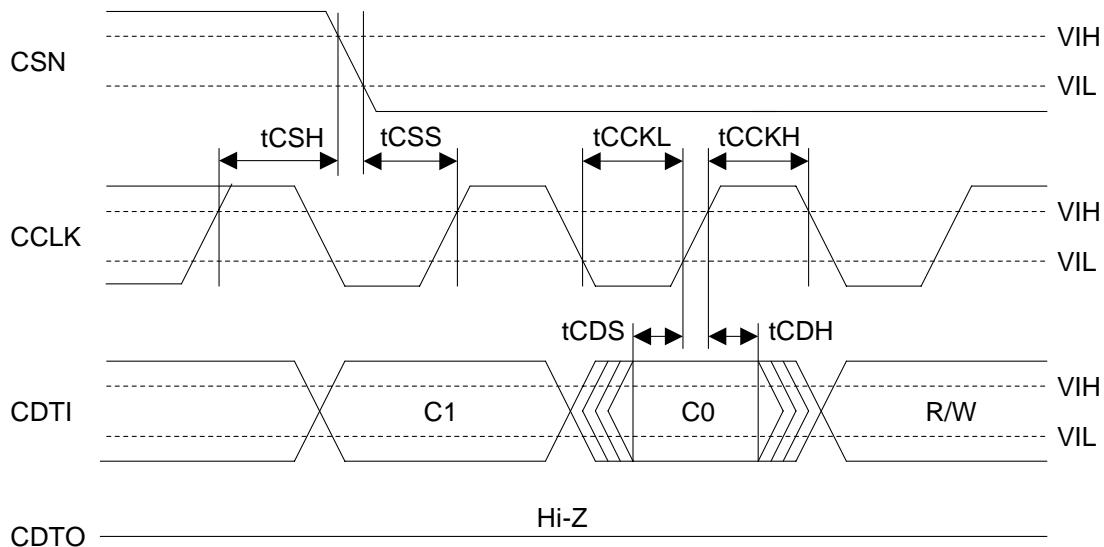 VIH
CSN
VIL
tCSH tCSS tCCKL tCCKH
VIH
CCLK
VIL
tCDS tCDH
VIH
CDTI C1 C0 R/W
VIL
Hi-Z
CDTO